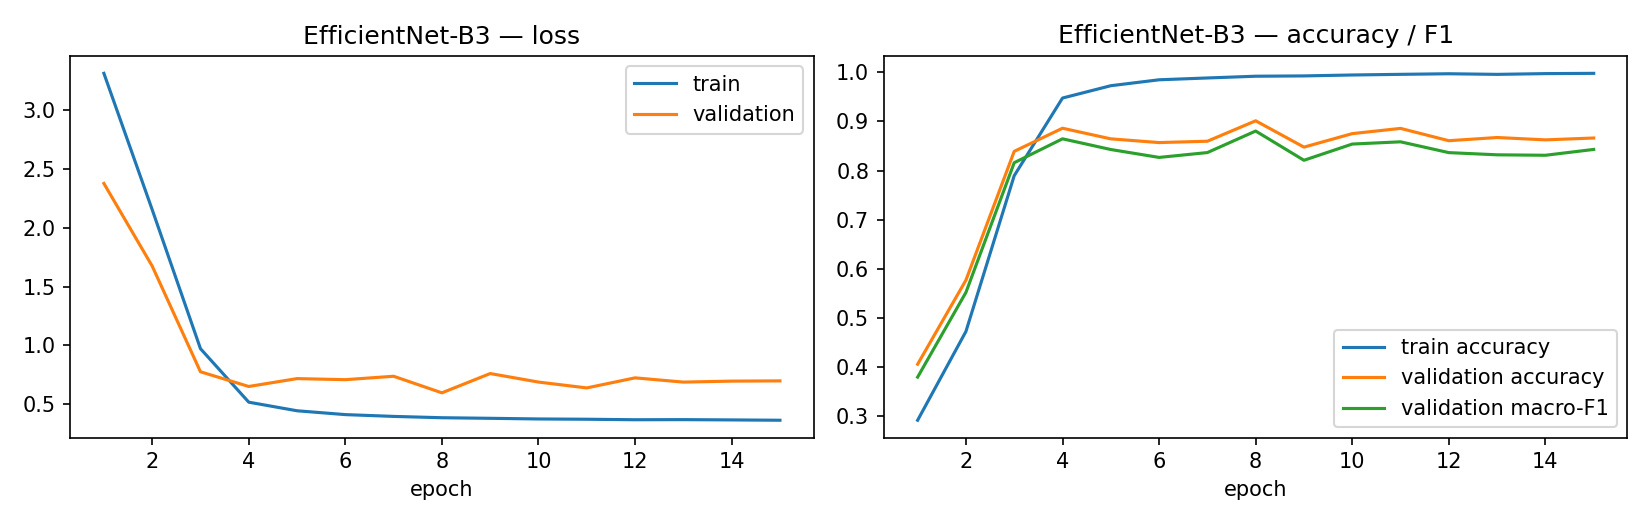 EfficientNet-B3 — loss
3.0
2.5
2.0
1.5
1.0
0.5
2 4 6 8 10 12 14
epoch
train
validation
EfficientNet-B3 — accuracy / F1
1.0
0.9
0.8
0.7
0.6
0.5
0.4
0.3
2 4 6 8 10 12 14
epoch
train accuracy
validation accuracy
validation macro-F1